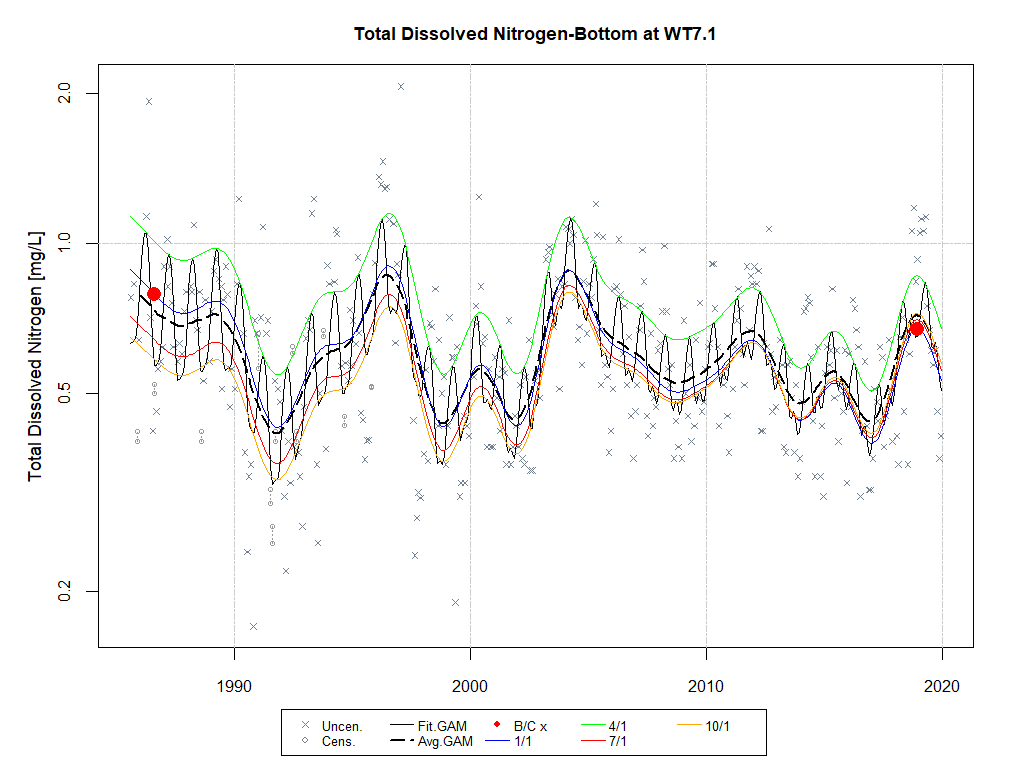 Total Dissolved Nitrogen-Bottom at WT7.1
Total Dissolved Nitrogen [mg/L]
2.0
1.0
0.5
0.2
1990 2000 2010 2020
Uncen. Fit.GAM B/C x 4/1 10/1
Cens. Avg.GAM 1/1 7/1